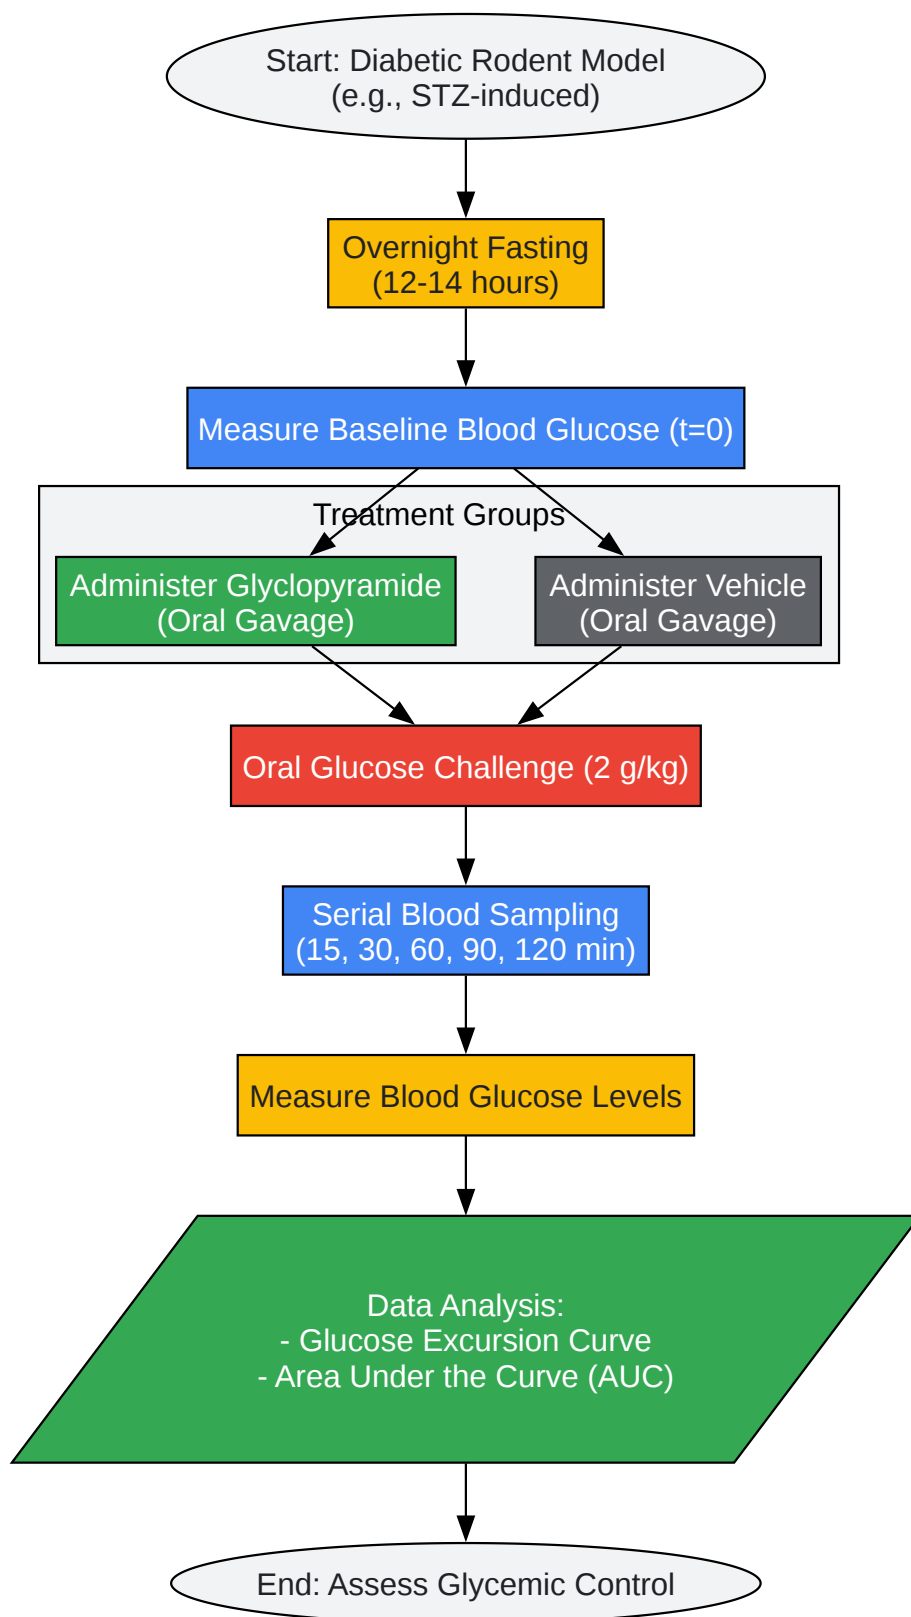 Start: Diabetic Rodent Model
(e.g., STZ-induced)
Overnight Fasting
(12-14 hours)
Measure Baseline Blood Glucose (t=0)
Treatment Groups
Administer Glyclopyramide
(Oral Gavage)
Administer Vehicle
(Oral Gavage)
Oral Glucose Challenge (2 g/kg)
Serial Blood Sampling
(15, 30, 60, 90, 120 min)
Measure Blood Glucose Levels
Data Analysis:
- Glucose Excursion Curve
- Area Under the Curve (AUC)
End: Assess Glycemic Control